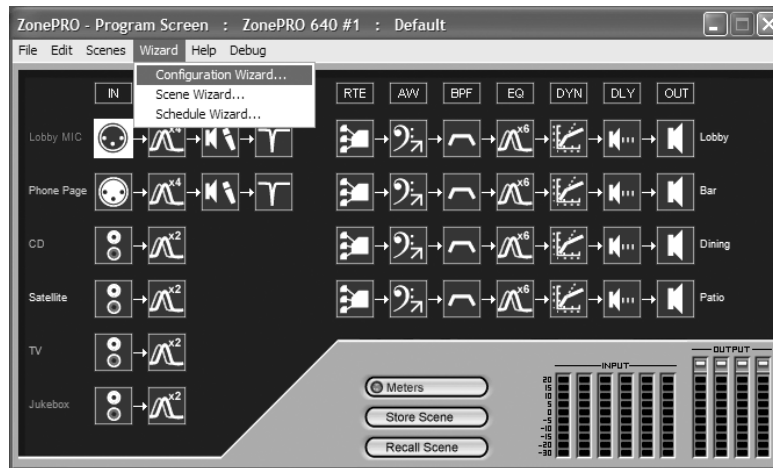 ZonePRO - Program Screen : ZonePRO 640 #1 : Default
File Edit Scenes Wizard Help Debug
Configuration Wizard...
Scene Wizard...
Schedule Wizard...
IN RTE AW BPF EQ DYN DLY OUT
Lobby MIC x4 x6 Lobby
Phone Page x4 x6 Bar
CD x2 x6 Dining
Satellite x2 x6 Patio
TV x2
Jukebox x2
Meters
Store Scene
Recall Scene
INPUT
OUTPUT
20
15
10
5
0
-5
-10
-15
-20
-30